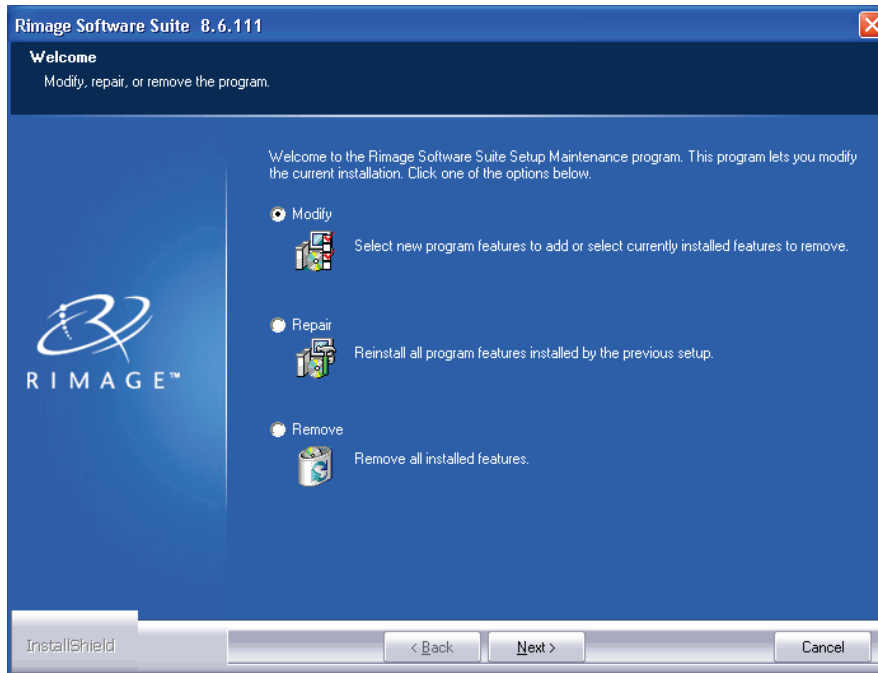 Rimage Software Suite 8.6.111
Welcome
Modify, repair, or remove the program.
Welcome to the Rimage Software Suite Setup Maintenance program. This program lets you modify
the current installation. Click one of the options below.
Modify
Select new program features to add or select currently installed features to remove.
Repair
Reinstall all program features installed by the previous setup.
RIMAGE™
Remove
Remove all installed features.
InstallShield
< Back
Next >
Cancel